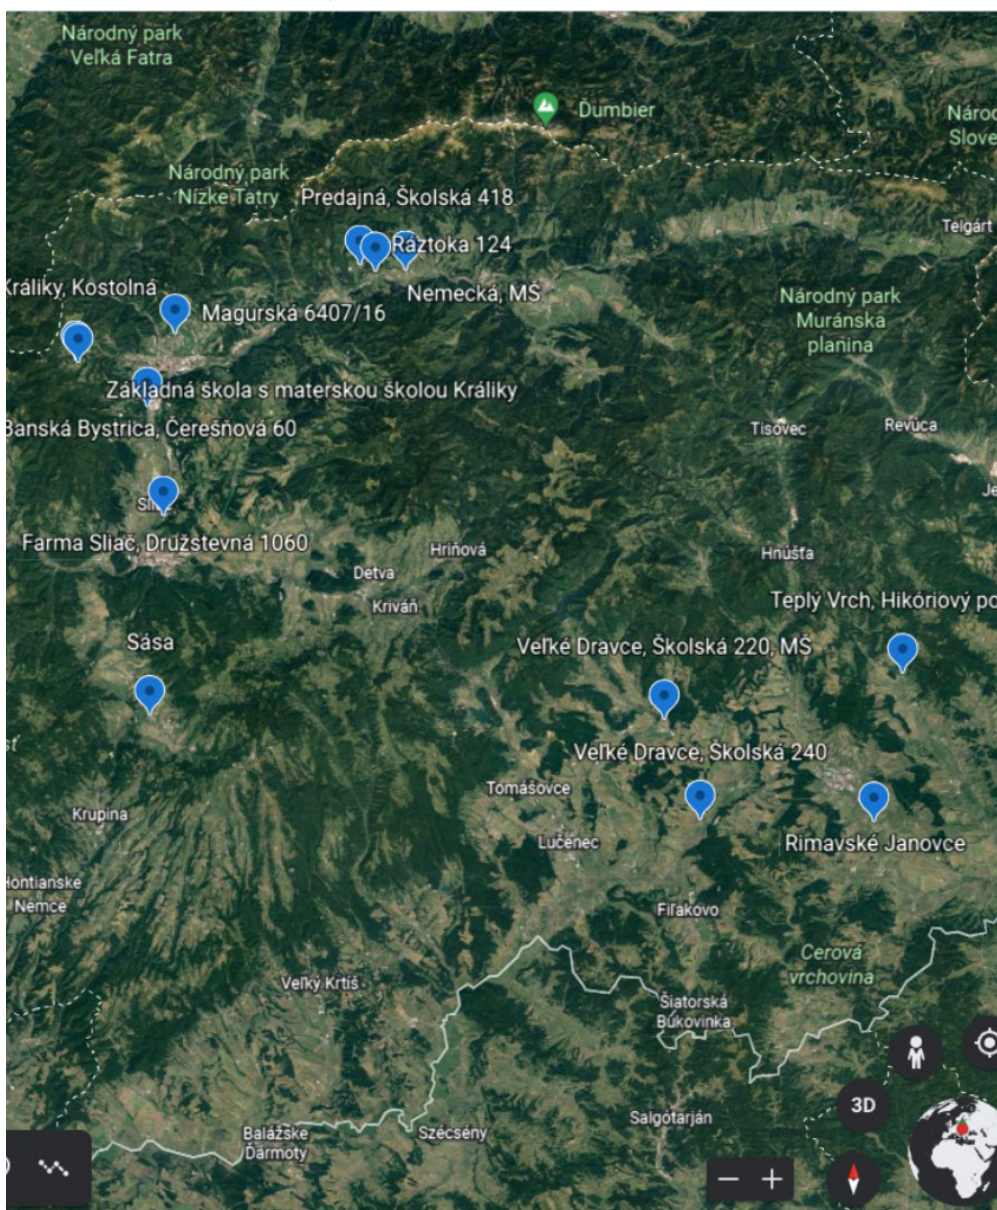 Národný park
Veľká Fatra
Ďumbier
Národný park
Nízke Tatry
Predajná, Školská 418
Telgárt
Ráztoka 124
Králiky, Kostolná
Nemecká, MŠ
Magurská 6407/16
Národný park
Muránska
planina
Základná škola s materskou školou Králiky
Banská Bystrica, Čerešňová 60
Tisovec
Revúca
Farma Sliač, Družstevná 1060
Hriňová
Hnúšťa
Detva
Kriváň
Teplý Vrch, Hikóriový po
Sása
Veľké Dravce, Školská 220, MŠ
Veľké Dravce, Školská 240
Tomášovce
Krupina
Lučenec
Rimavské Janovce
Hontianske
Nemce
Fiľakovo
Cerová
vrchovina
Veľký Krtíš
Šiatorská
Bukovinka
3D
Salgótarján
Balážske
Ďarmoty
Szécsény